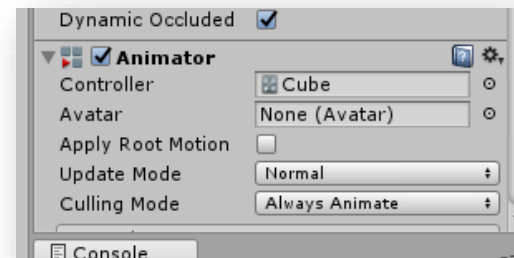 Dynamic Occluded
Animator
Controller Cube
Avatar None (Avatar)
Apply Root Motion
Update Mode Normal
Culling Mode Always Animate
Console